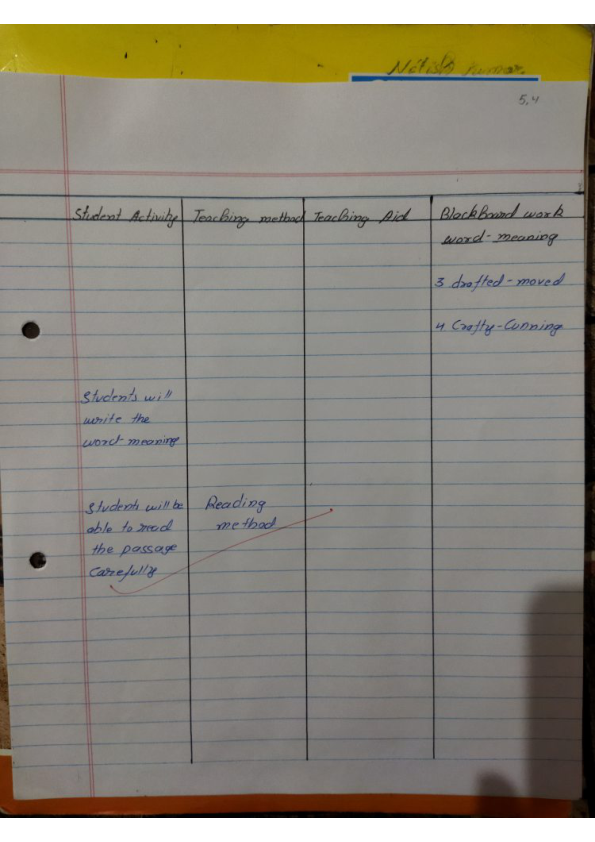 Nitish Kumar.
5.4
Student Activity
Teaching method
Teaching Aid
Blackboard work
word-meaning
3 drafted-moved
4 Crafty-Cunning
Students will
write the
word-meaning
Students will be
able to read
the passage
Carefully
Reading
method